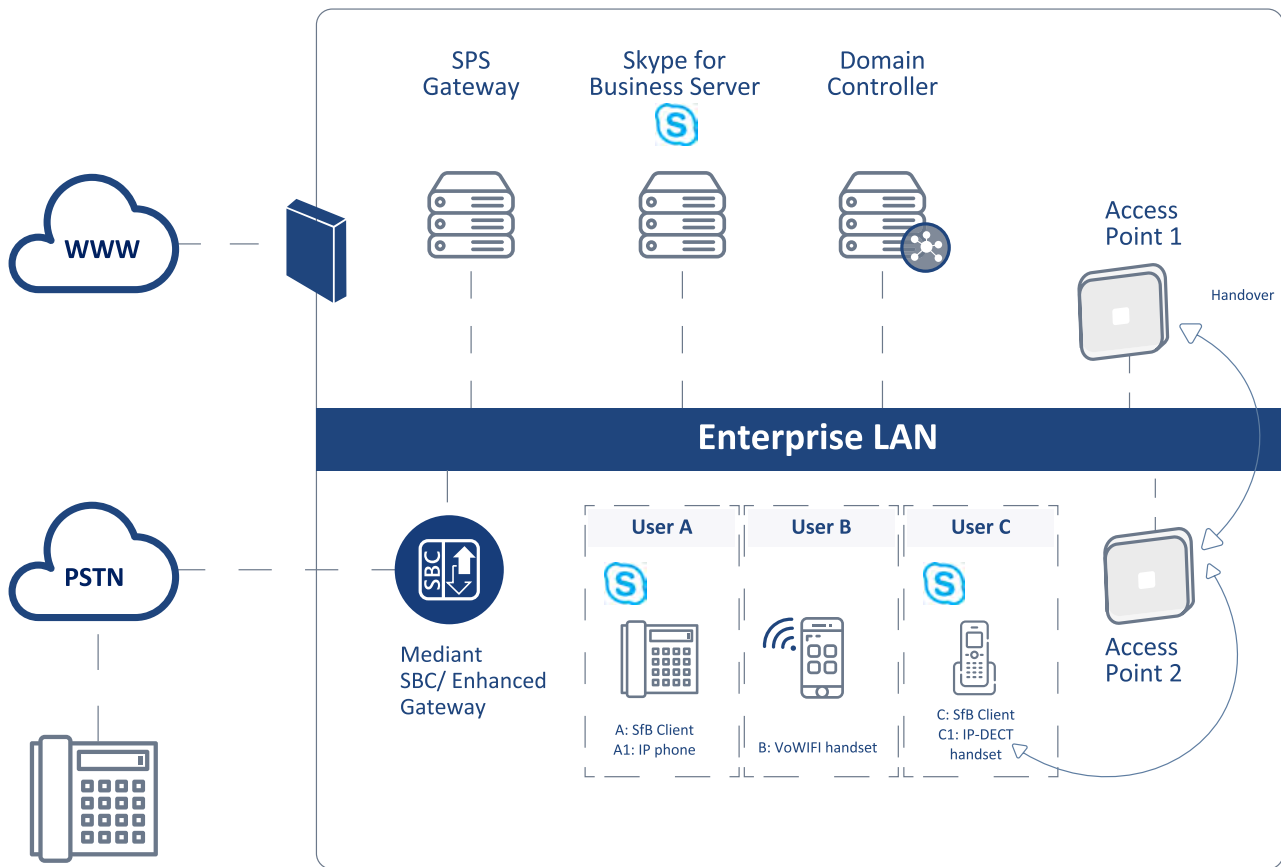 SPS
Gateway
Skype for
Business Server
S
Domain
Controller
WWW
Access
Point 1
Handover
Enterprise LAN
PSTN
SBC
Mediant
SBC/ Enhanced
Gateway
User A
S
A: SfB Client
A1: IP phone
User B
B: VoWIFI handset
User C
S
C: SfB Client
C1: IP-DECT
handset
Access
Point 2